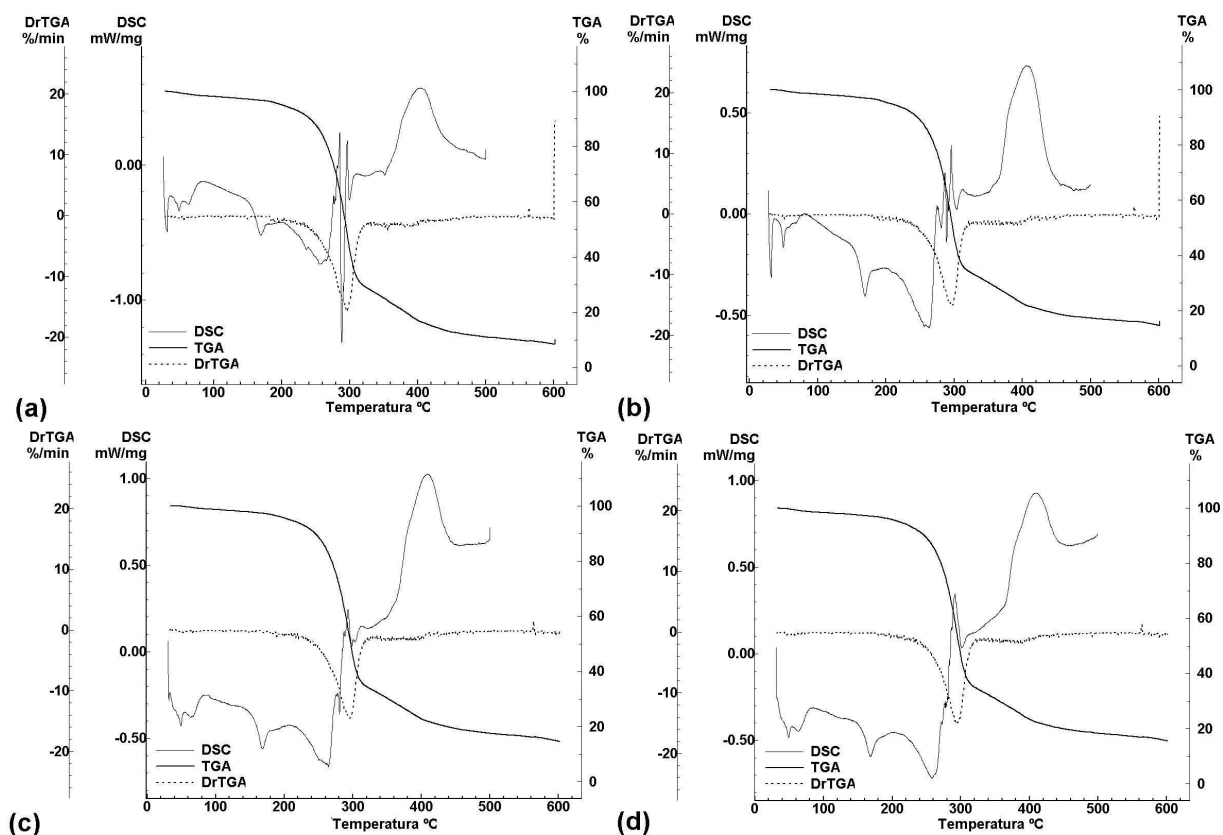 DrTGA DSC TGA
%/min mW/mg %
20 100
10 0.00 80
60
0 40
-10 -1.00 20
-20 0
DSC
TGA
DrTGA
0 100 200 300 400 500 600
Temperatura ºC
(a)
DrTGA DSC TGA
%/min mW/mg %
20 0.50 100
10 80
0 0.00 60
-10 40
-20 -0.50 20
0
DSC
TGA
DrTGA
0 100 200 300 400 500 600
Temperatura ºC
(b)
DrTGA DSC TGA
%/min mW/mg %
20 1.00 100
10 0.50 80
0 0.00 60
-10 -0.50 40
-20 20
0
DSC
TGA
DrTGA
0 100 200 300 400 500 600
Temperatura ºC
(c)
DrTGA DSC TGA
%/min mW/mg %
20 1.00 100
10 0.50 80
0 0.00 60
-10 -0.50 40
-20 20
0
DSC
TGA
DrTGA
0 100 200 300 400 500 600
Temperatura ºC
(d)